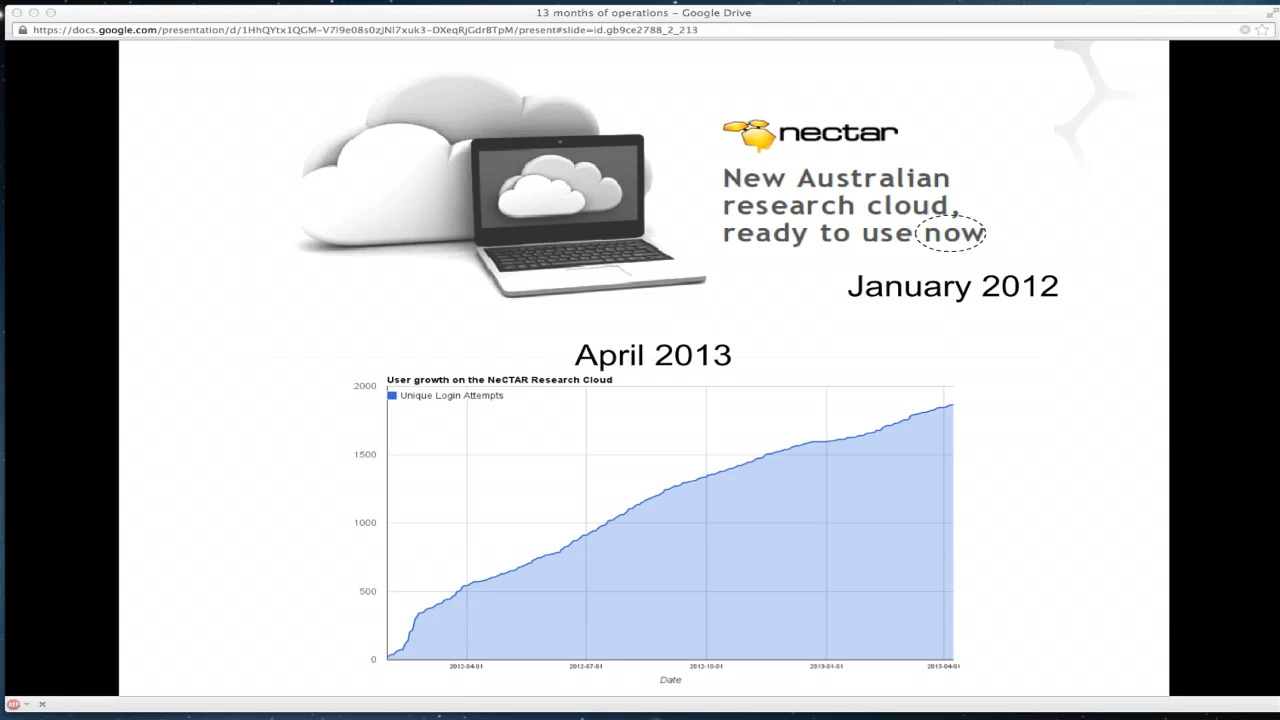 13 months of operations - Google Drive
https://docs.google.com/presentation/d/1HhQYtx1QGM-V7l9e08s0zJNl7xuk3-DXeqRjGdrBTpM/present#slide=id.gb9ce2788_2_213
nectar
New Australian
research cloud,
ready to use now
January 2012
April 2013
User growth on the NeCTAR Research Cloud
Unique Login Attempts
2000
1500
1000
500
0
2012-04-01 2012-07-01 2012-10-01 2013-01-01 2013-04-01
Date
ABP